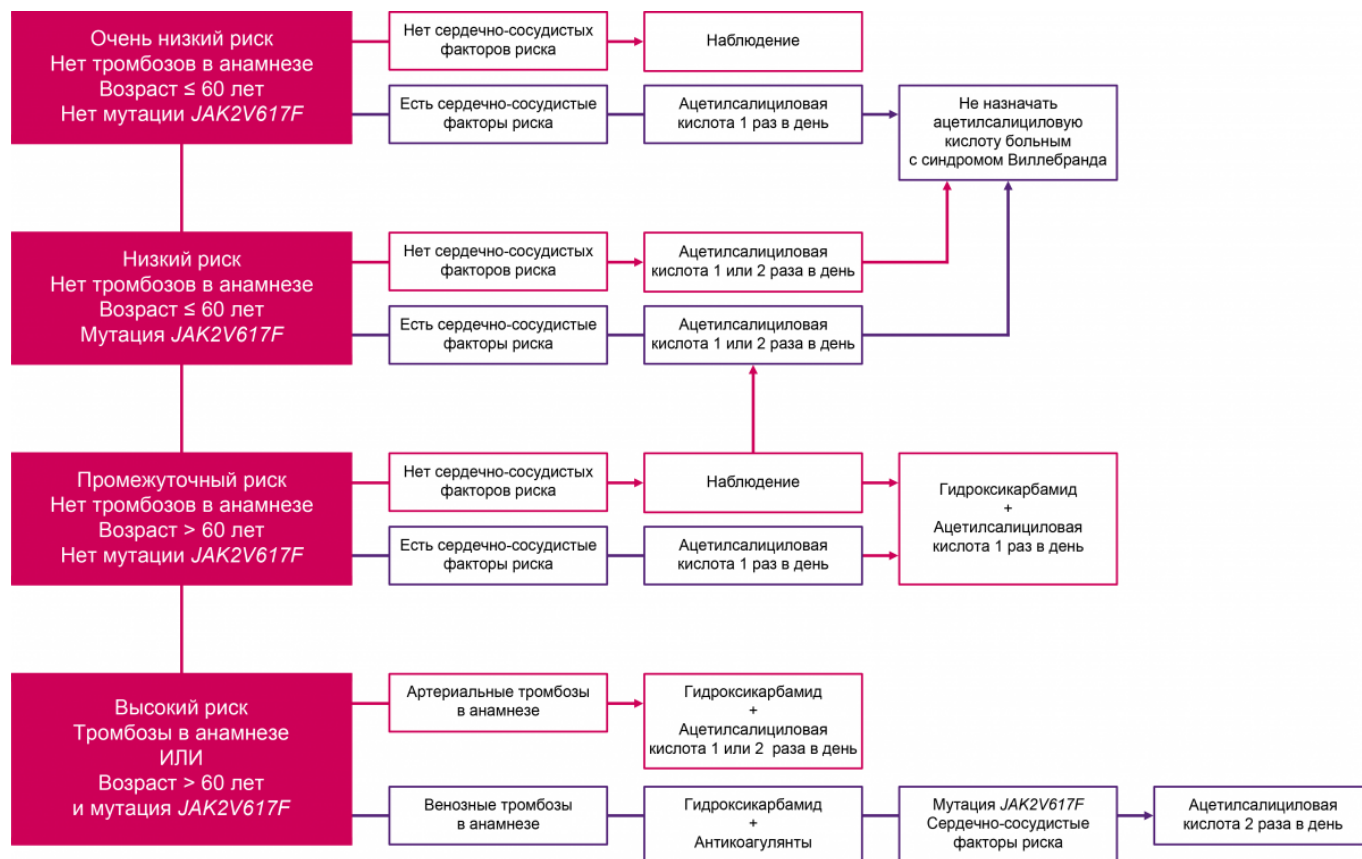 Очень низкий риск
Нет тромбозов в анамнезе
Возраст ≤ 60 лет
Нет мутации JAK2V617F
Нет сердечно-сосудистых
факторов риска
Наблюдение
Есть сердечно-сосудистые
факторы риска
Ацетилсалициловая
кислота 1 раз в день
Не назначать
ацетилсалициловую
кислоту больным
с синдромом Виллебранда
Низкий риск
Нет тромбозов в анамнезе
Возраст ≤ 60 лет
Мутация JAK2V617F
Нет сердечно-сосудистых
факторов риска
Ацетилсалициловая
кислота 1 или 2 раза в день
Есть сердечно-сосудистые
факторы риска
Ацетилсалициловая
кислота 1 или 2 раза в день
Промежуточный риск
Нет тромбозов в анамнезе
Возраст > 60 лет
Нет мутации JAK2V617F
Нет сердечно-сосудистых
факторов риска
Наблюдение
Есть сердечно-сосудистые
факторы риска
Ацетилсалициловая
кислота 1 раз в день
Гидроксикарбамид
+
Ацетилсалициловая
кислота 1 раз в день
Высокий риск
Тромбозы в анамнезе
ИЛИ
Возраст > 60 лет
и мутация JAK2V617F
Артериальные тромбозы
в анамнезе
Гидроксикарбамид
+
Ацетилсалициловая
кислота 1 или 2 раза в день
Венозные тромбозы
в анамнезе
Гидроксикарбамид
+
Антикоагулянты
Мутация JAK2V617F
Сердечно-сосудистые
факторы риска
Ацетилсалициловая
кислота 2 раза в день